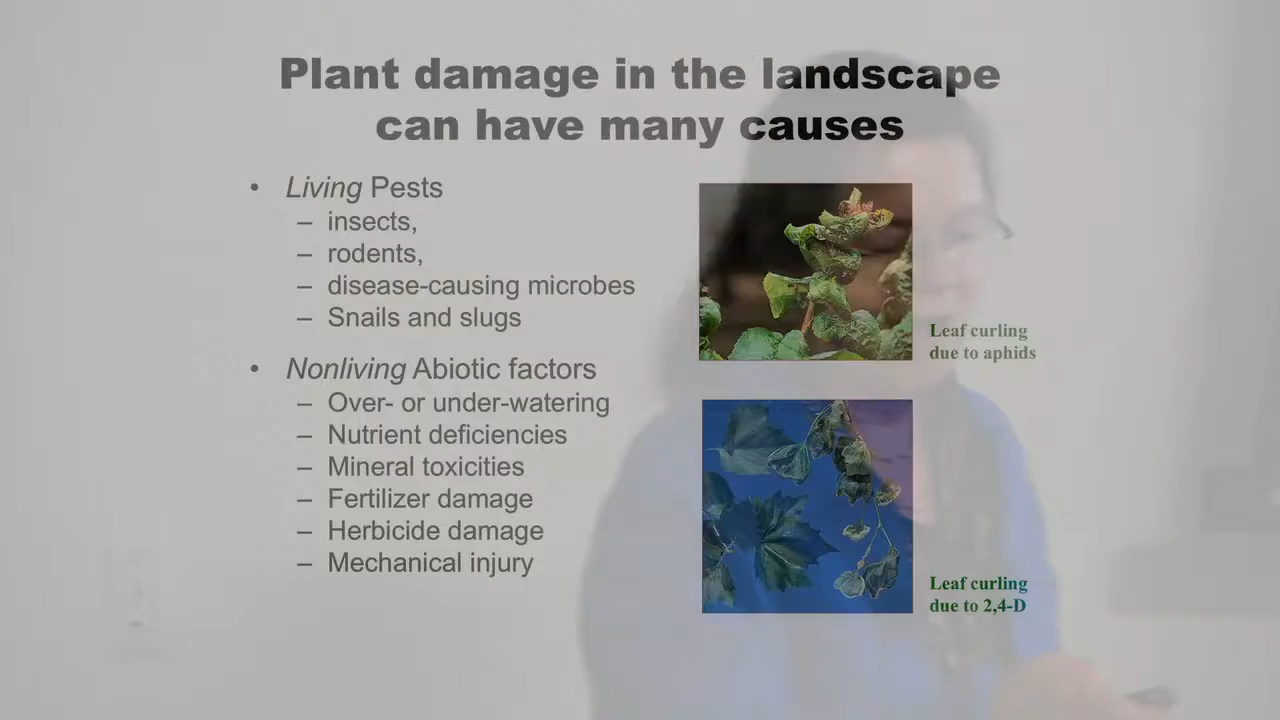 Plant damage in the landscape
can have many causes
• Living Pests
– insects,
– rodents,
– disease-causing microbes
– Snails and slugs
• Nonliving Abiotic factors
– Over- or under-watering
– Nutrient deficiencies
– Mineral toxicities
– Fertilizer damage
– Herbicide damage
– Mechanical injury
Leaf curling
due to aphids
Leaf curling
due to 2,4-D